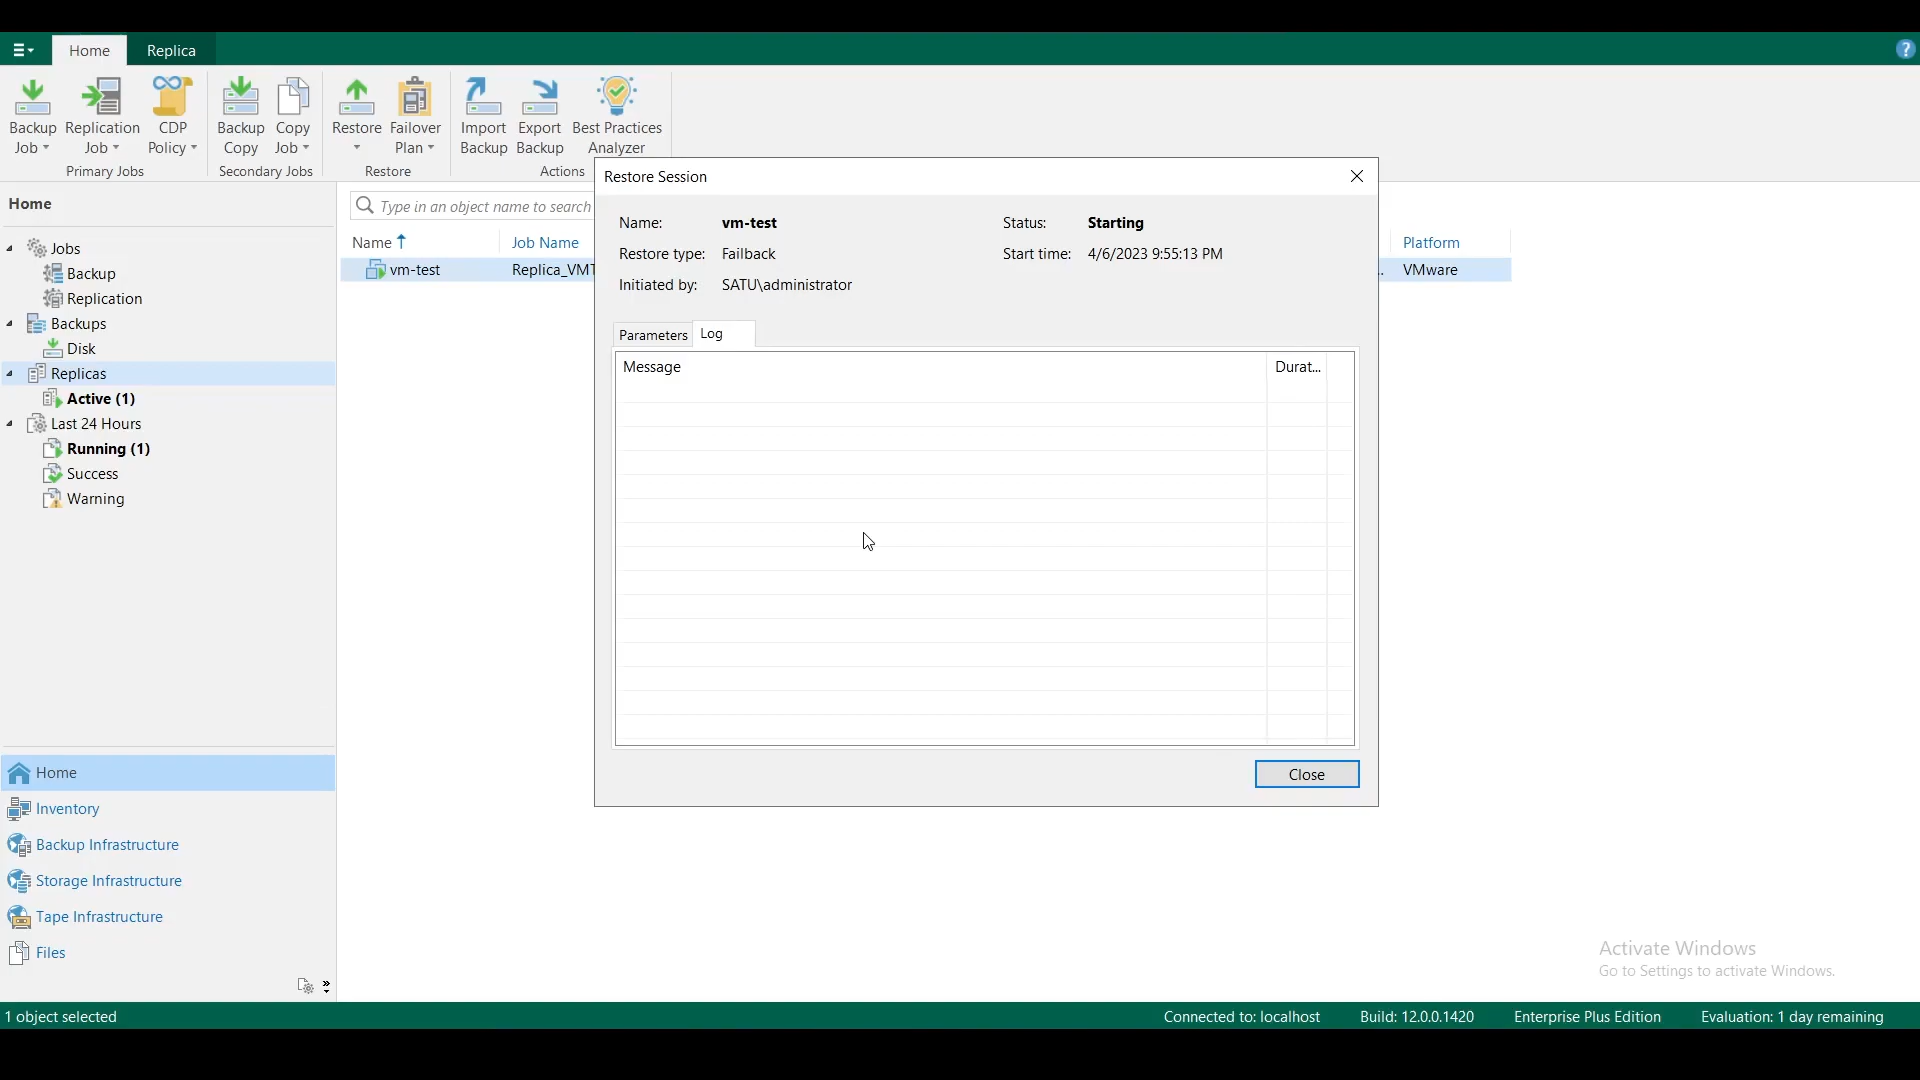 Home
Replica
Backup Job
Replication Job
CDP Policy
Primary Jobs
Backup Copy
Copy Job
Secondary Jobs
Restore
Failover Plan
Restore
Import Backup
Export Backup
Best Practices Analyzer
Actions
Home
Jobs
Backup
Replication
Backups
Disk
Replicas
Active (1)
Last 24 Hours
Running (1)
Success
Warning
Home
Inventory
Backup Infrastructure
Storage Infrastructure
Tape Infrastructure
Files
Type in an object name to search
Name Job Name Platform
vm-test Replica_VMT .. VMware
Restore Session
Name: vm-test Status: Starting
Restore type: Failback Start time: 4/6/2023 9:55:13 PM
Initiated by: SATU\administrator
Parameters Log
Message Durat...
Close
Activate Windows
Go to Settings to activate Windows.
1 object selected Connected to: localhost Build: 12.0.0.1420 Enterprise Plus Edition Evaluation: 1 day remaining